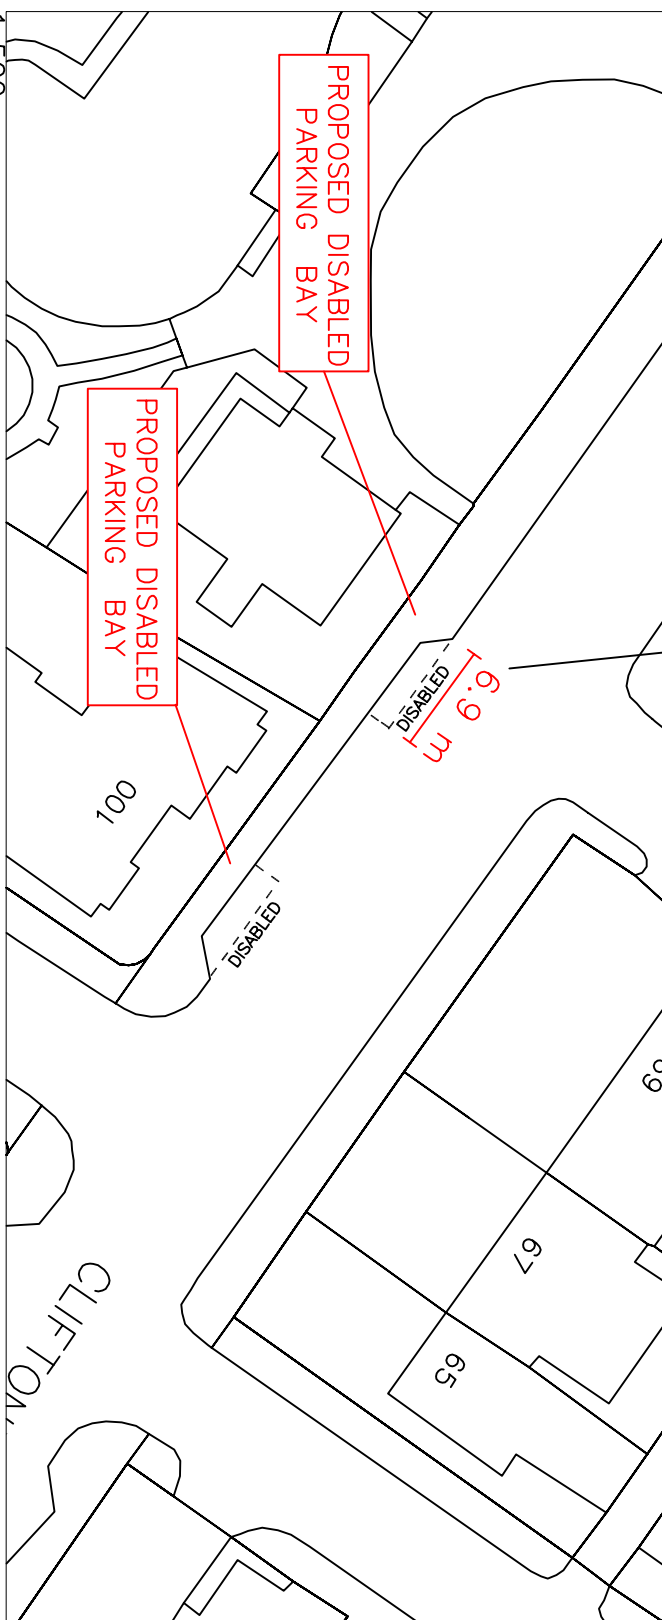 PROPOSED DISABLED
PARKING BAY
PROPOSED DISABLED
PARKING BAY
DISABLED
6.9 m
100
DISABLED
67
65
CLIFTON